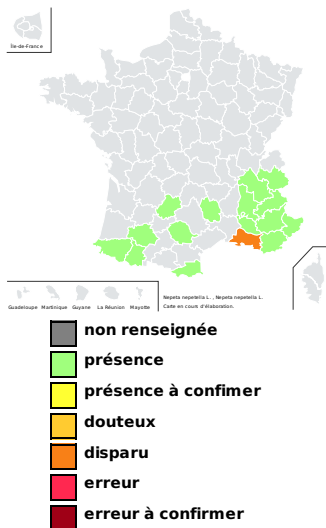 Île-de-France
Guadeloupe Martinique Guyane La Réunion Mayotte
Nepeta nepetella L. , Nepeta nepetella L.
Carte en cours d'élaboration.
non renseignée
présence
présence à confimer
douteux
disparu
erreur
erreur à confirmer